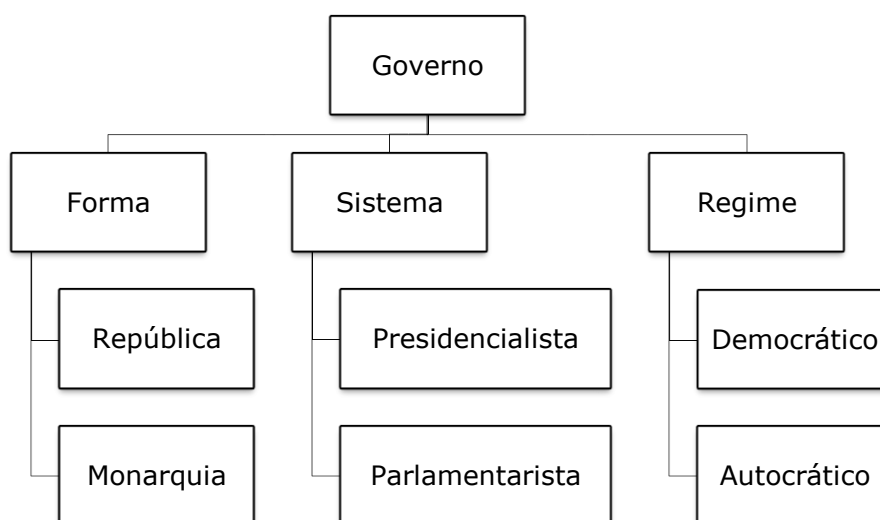 Governo
Forma
Sistema
Regime
República
Presidencialista
Democrático
Monarquia
Parlamentarista
Autocrático